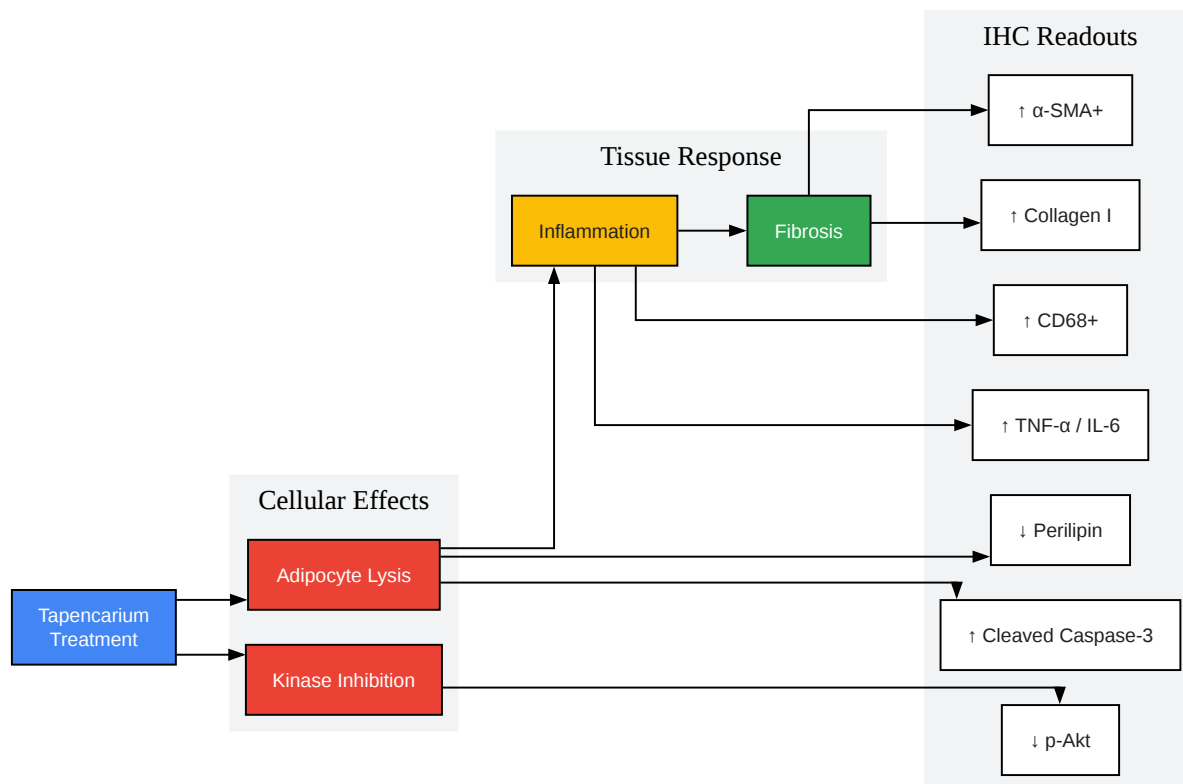 IHC Readouts
↑ α-SMA+
Tissue Response
↑ Collagen I
Inflammation
Fibrosis
↑ CD68+
↑ TNF-α / IL-6
Cellular Effects
↓ Perilipin
Adipocyte Lysis
Tapencarium
Treatment
↑ Cleaved Caspase-3
Kinase Inhibition
↓ p-Akt